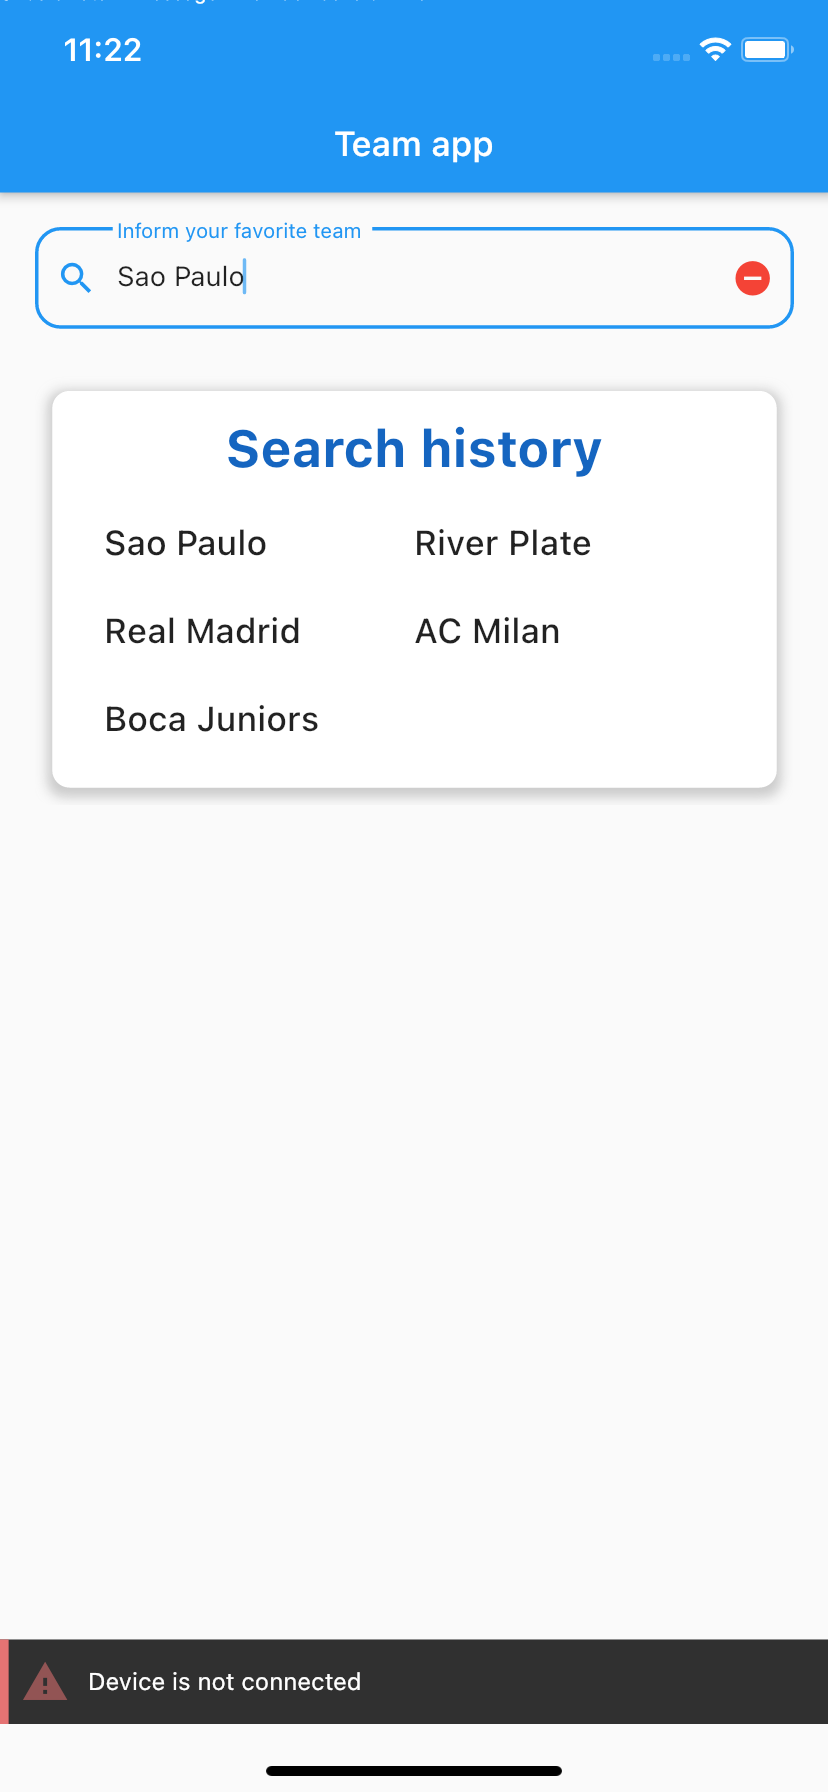 11:22
Team app
Inform your favorite team
Sao Paulo
Search history
Sao Paulo River Plate
Real Madrid AC Milan
Boca Juniors
Device is not connected